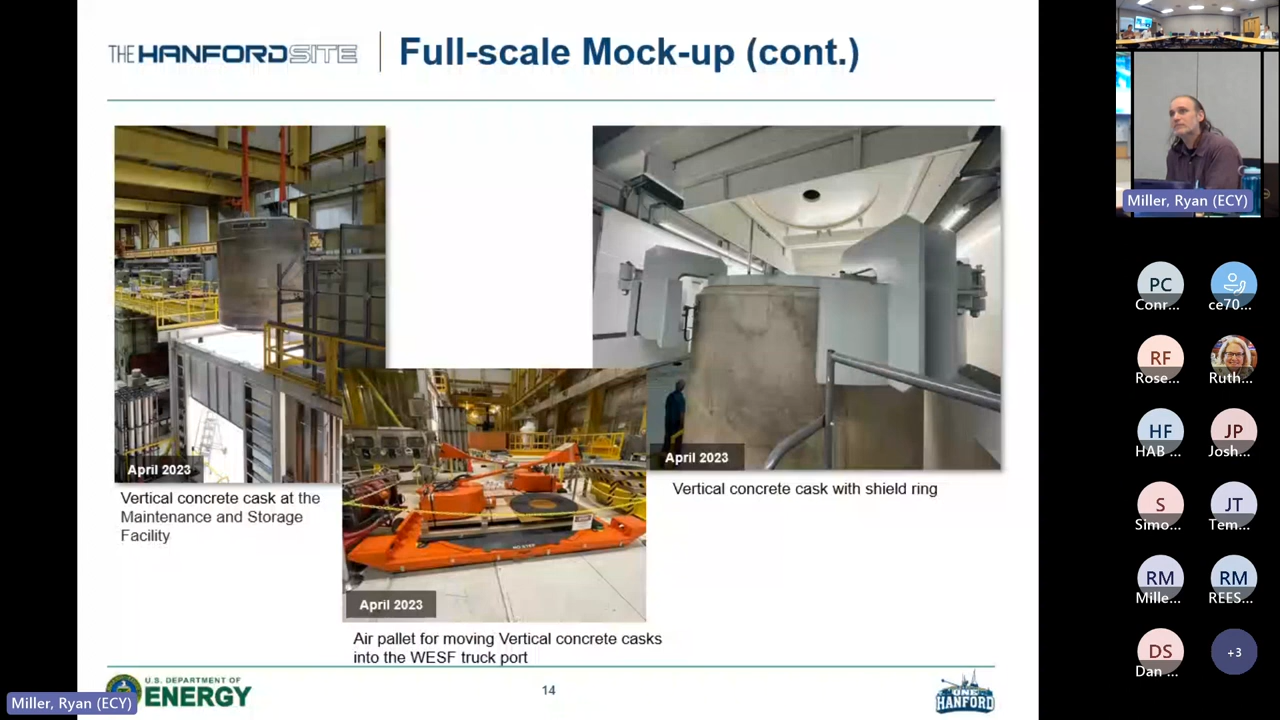 THE HANFORD SITE
Full-scale Mock-up (cont.)
April 2023
Vertical concrete cask at the
Maintenance and Storage
Facility
April 2023
Air pallet for moving Vertical concrete casks
into the WESF truck port
April 2023
Vertical concrete cask with shield ring
U.S. DEPARTMENT OF
ENERGY
14
ONE
HANFORD
Miller, Ryan (ECY)
Miller, Ryan (ECY)
PC
Conr...
ce70...
RF
Rose...
Ruth...
HF
HAB ...
JP
Josh...
S
Simo...
JT
Tem...
RM
Mille...
RM
REES...
DS
Dan ...
+3